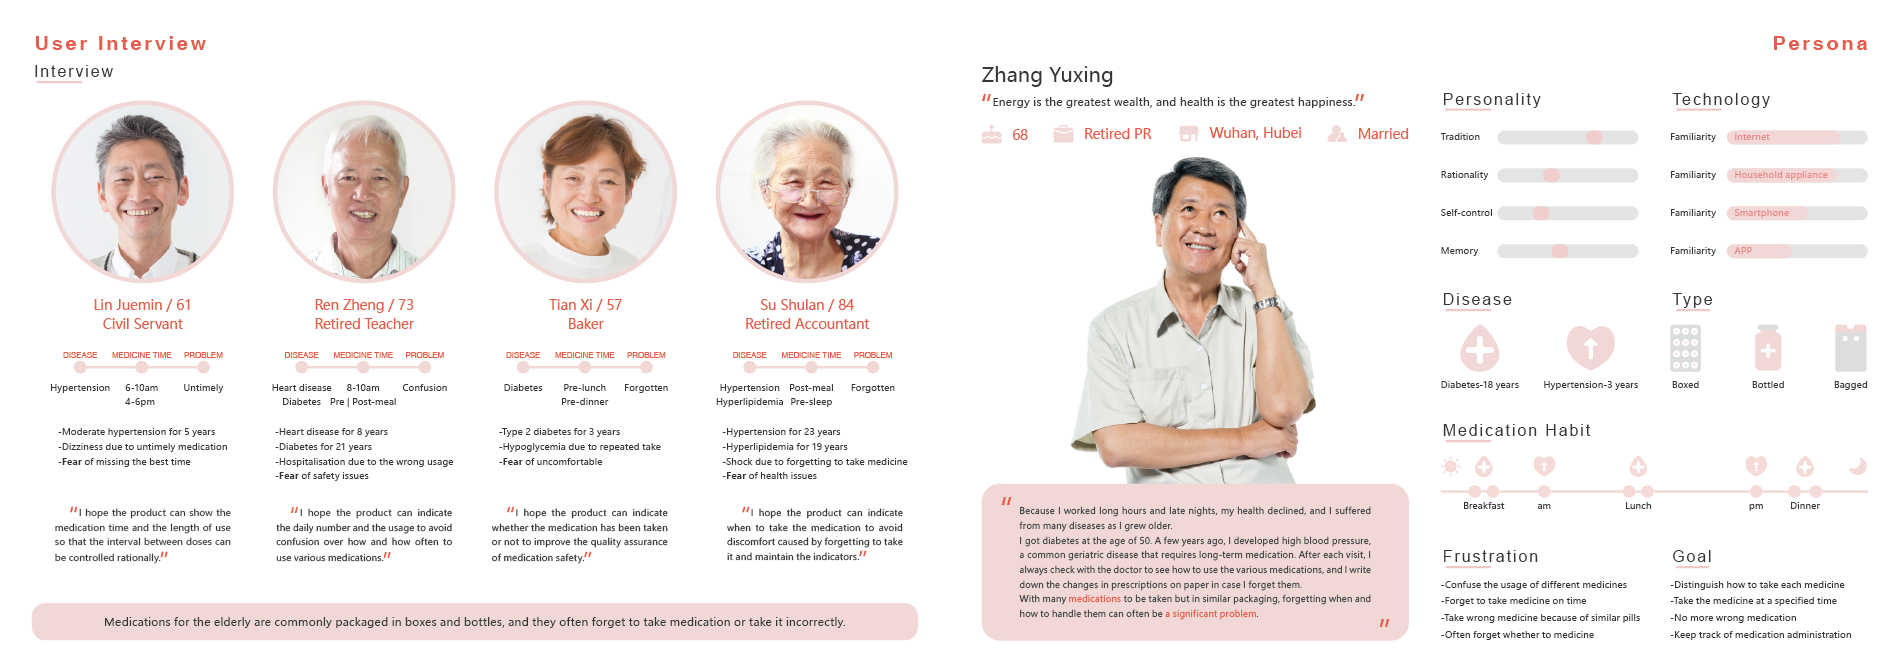 User Interview
Interview
Lin Juemin / 61
Civil Servant
DISEASE MEDICINE TIME PROBLEM
Hypertension 6-10am Untimely
4-6pm
-Moderate hypertension for 5 years
-Dizziness due to untimely medication
-Fear of missing the best time
"I hope the product can show the
medication time and the length of use
so that the interval between doses can
be controlled rationally."
Ren Zheng / 73
Retired Teacher
DISEASE MEDICINE TIME PROBLEM
Heart disease 8-10am Confusion
Diabetes Pre | Post-meal
-Heart disease for 8 years
-Diabetes for 21 years
-Hospitalisation due to the wrong usage
-Fear of safety issues
"I hope the product can indicate
the daily number and the usage to avoid
confusion over how and how often to
use various medications."
Tian Xi / 57
Baker
DISEASE MEDICINE TIME PROBLEM
Diabetes Pre-lunch Forgotten
Pre-dinner
-Type 2 diabetes for 3 years
-Hypoglycemia due to repeated take
-Fear of uncomfortable
"I hope the product can indicate
whether the medication has been taken
or not to improve the quality assurance
of medication safety."
Su Shulan / 84
Retired Accountant
DISEASE MEDICINE TIME PROBLEM
Hypertension Post-meal Forgotten
Hyperlipidemia Pre-sleep
-Hypertension for 23 years
-Hyperlipidemia for 19 years
-Shock due to forgetting to take medicine
-Fear of health issues
"I hope the product can indicate
when to take the medication to avoid
discomfort caused by forgetting to take
it and maintain the indicators."
Medications for the elderly are commonly packaged in boxes and bottles, and they often forget to take medication or take it incorrectly.
Persona
Zhang Yuxing
"Energy is the greatest wealth, and health is the greatest happiness."
68 Retired PR Wuhan, Hubei Married
"Because I worked long hours and late nights, my health declined, and I suffered
from many diseases as I grew older.
I got diabetes at the age of 50. A few years ago, I developed high blood pressure,
a common geriatric disease that requires long-term medication. After each visit, I
always check with the doctor to see how to use the various medications, and I write
down the changes in prescriptions on paper in case I forget them.
With many medications to be taken but in similar packaging, forgetting when and
how to handle them can often be a significant problem."
Personality
Tradition
Rationality
Self-control
Memory
Technology
Familiarity Internet
Familiarity Household appliance
Familiarity Smartphone
Familiarity APP
Disease
Diabetes-18 years Hypertension-3 years
Type
Boxed Bottled Bagged
Medication Habit
Breakfast am Lunch pm Dinner
Frustration
-Confuse the usage of different medicines
-Forget to take medicine on time
-Take wrong medicine because of similar pills
-Often forget whether to medicine
Goal
-Distinguish how to take each medicine
-Take the medicine at a specified time
-No more wrong medication
-Keep track of medication administration